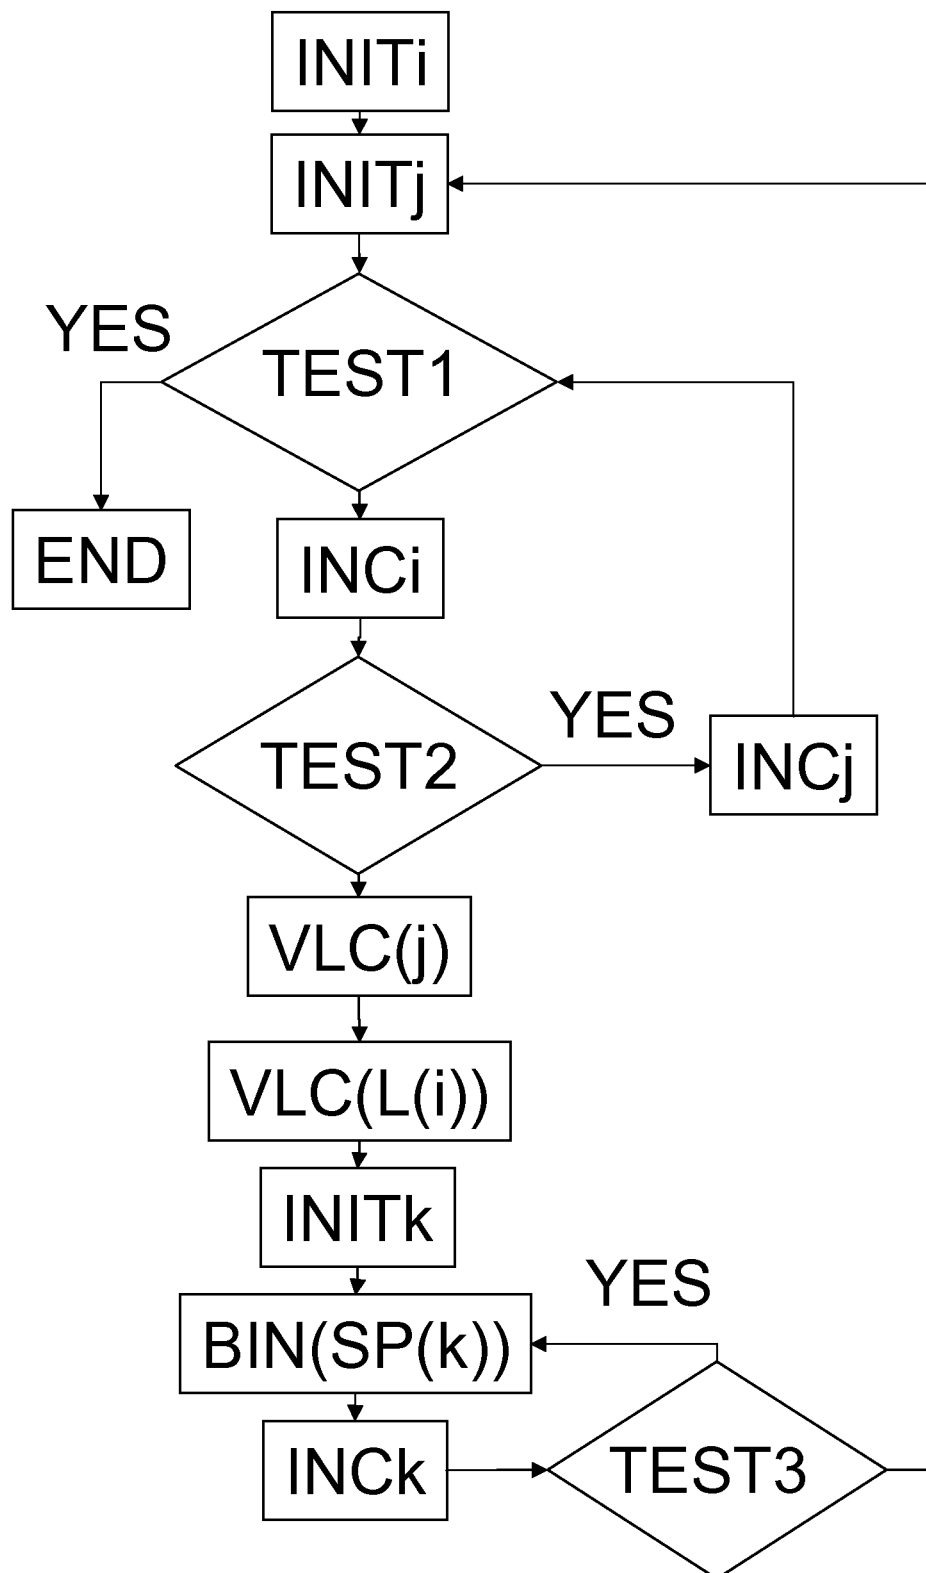 INITi
INITj
YES
TEST1
END
INCi
YES
TEST2
INCj
VLC(j)
VLC(L(i))
INITk
YES
BIN(SP(k))
INCk
TEST3